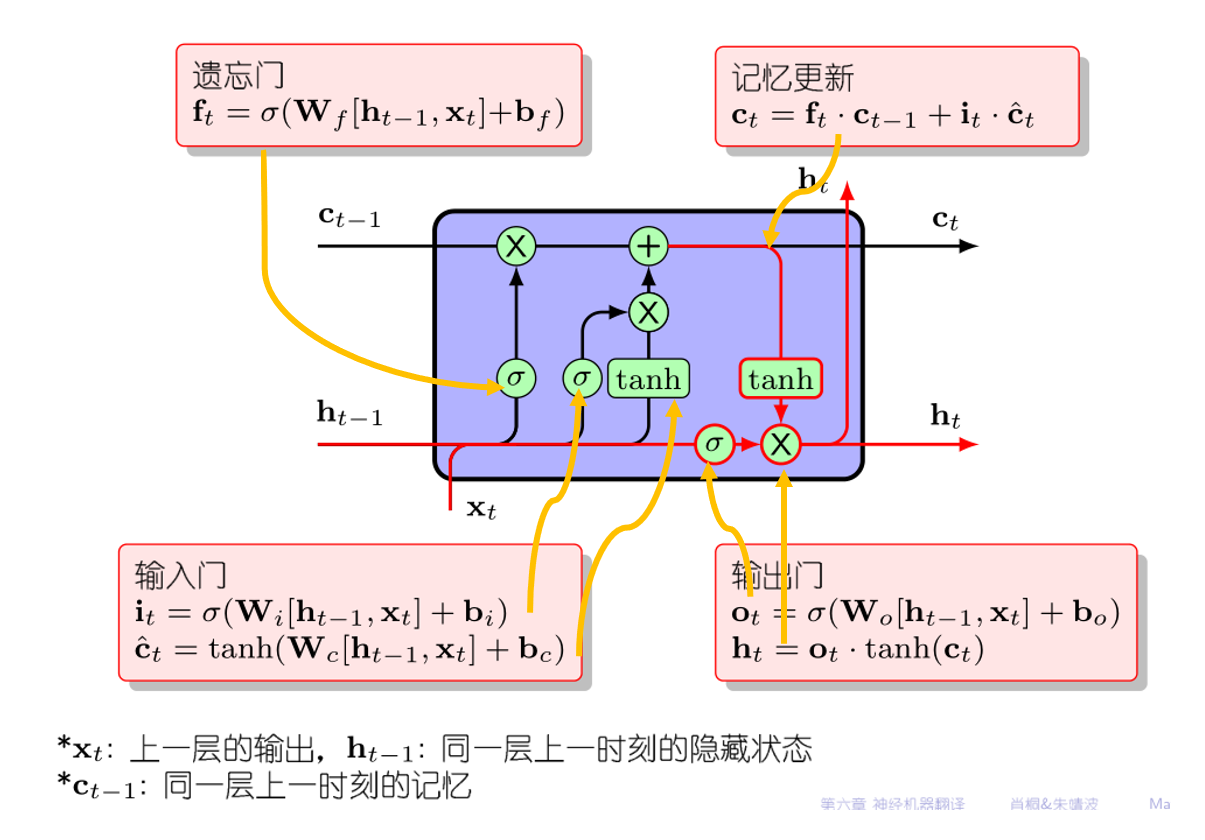 遗忘门
f_t = σ(W_f[h_{t−1}, x_t]+b_f)
记忆更新
c_t = f_t · c_{t−1} + i_t · ĉ_t
h_t
c_{t−1}
c_t
X
+
X
σ
σ
tanh
tanh
h_{t−1}
h_t
σ
X
x_t
输入门
i_t = σ(W_i[h_{t−1}, x_t] + b_i)
ĉ_t = tanh(W_c[h_{t−1}, x_t] + b_c)
输出门
o_t = σ(W_o[h_{t−1}, x_t] + b_o)
h_t = o_t · tanh(c_t)
*x_t: 上一层的输出，h_{t−1}: 同一层上一时刻的隐藏状态
*c_{t−1}: 同一层上一时刻的记忆
第六章 神经机器翻译 肖桐&朱靖波 Ma